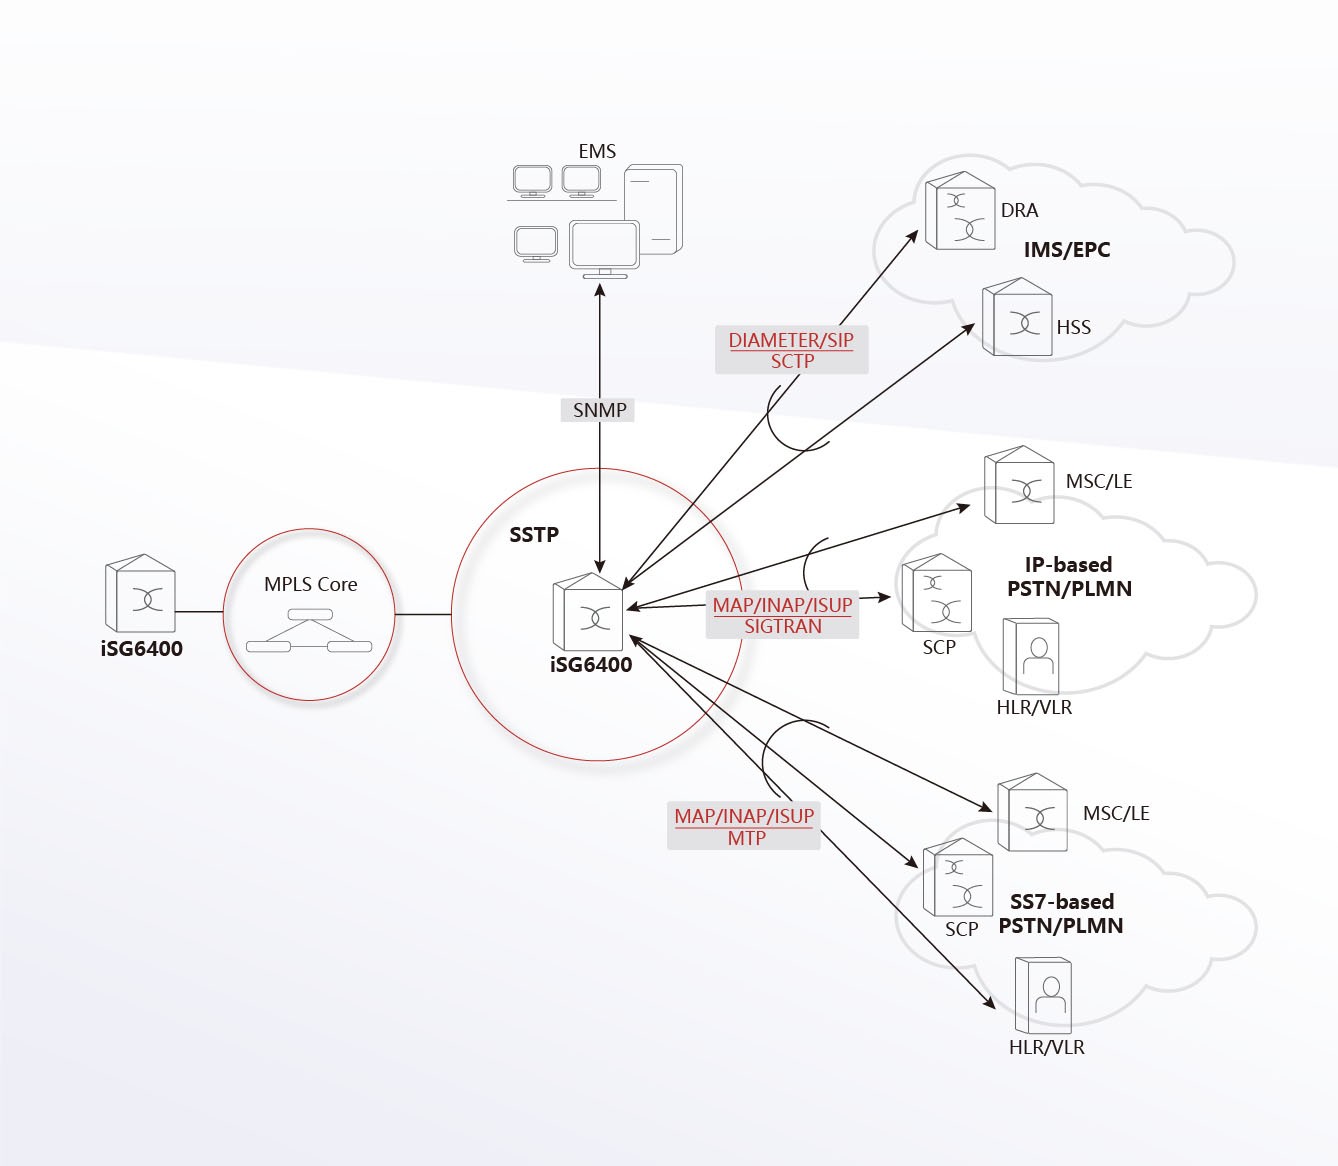 EMS
DRA
IMS/EPC
HSS
DIAMETER/SIP
SCTP
SNMP
MSC/LE
SSTP
IP-based
PSTN/PLMN
MPLS Core
MAP/INAP/ISUP
SIGTRAN
iSG6400
iSG6400
SCP
HLR/VLR
MAP/INAP/ISUP
MTP
MSC/LE
SS7-based
PSTN/PLMN
SCP
HLR/VLR